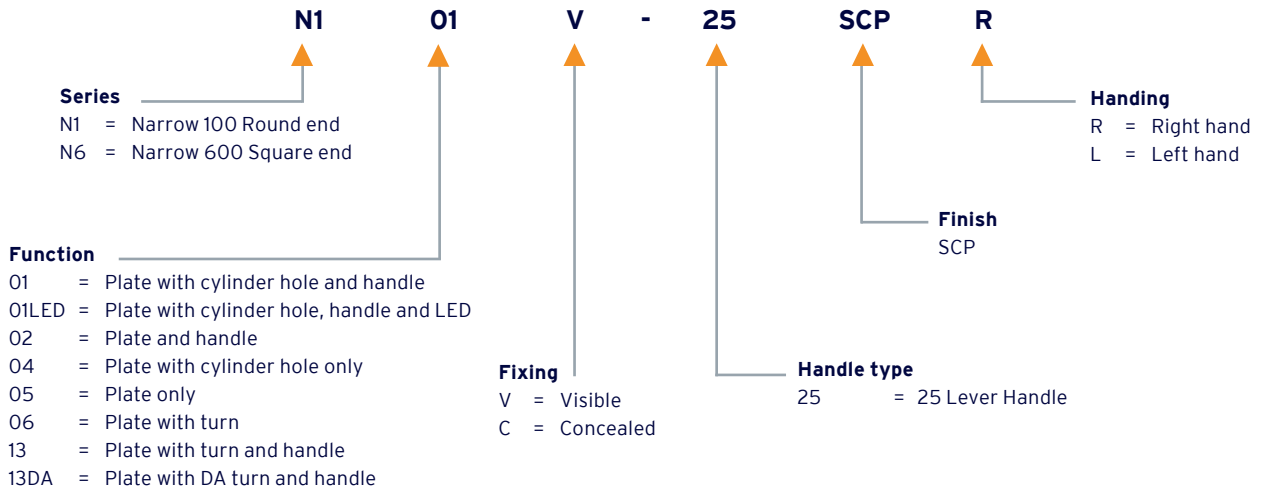 N1 01 V - 25 SCP R
Series
N1 = Narrow 100 Round end
N6 = Narrow 600 Square end
Handing
R = Right hand
L = Left hand
Finish
SCP
Function
01 = Plate with cylinder hole and handle
01LED = Plate with cylinder hole, handle and LED
02 = Plate and handle
04 = Plate with cylinder hole only
05 = Plate only
06 = Plate with turn
13 = Plate with turn and handle
13DA = Plate with DA turn and handle
Fixing
V = Visible
C = Concealed
Handle type
25 = 25 Lever Handle